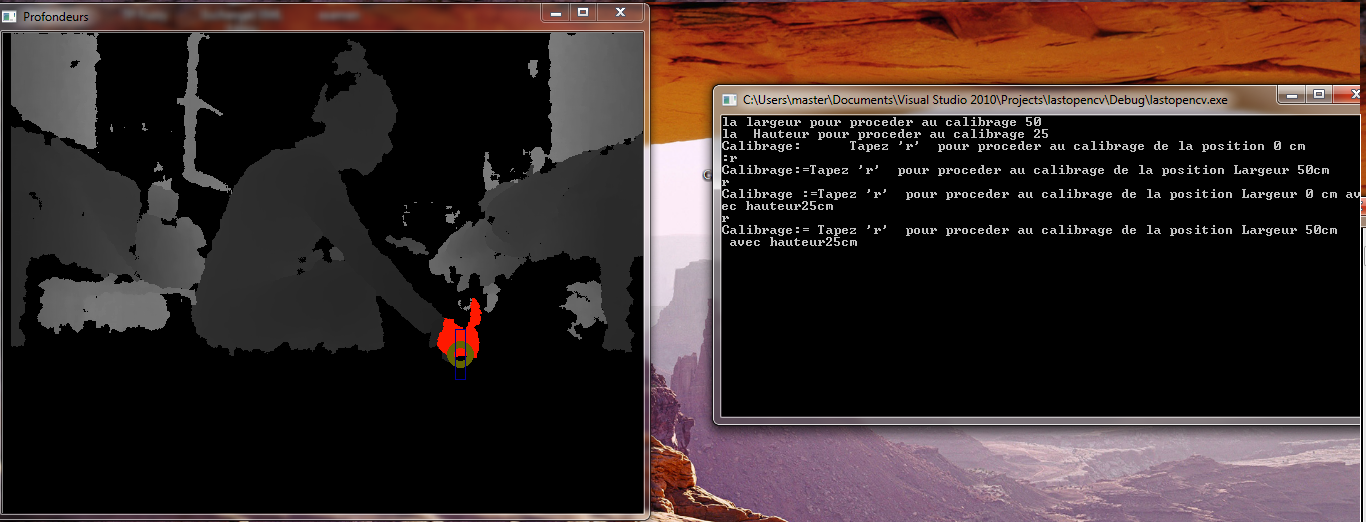 Profondeurs
C:\Users\master\Documents\Visual Studio 2010\Projects\lastopencv\Debug\lastopencv.exe
la largeur pour proceder au calibrage 50
la  Hauteur pour proceder au calibrage 25
Calibrage:      Tapez 'r'  pour proceder au calibrage de la position 0 cm
:r
Calibrage:=Tapez 'r'  pour proceder au calibrage de la position Largeur 50cm
r
Calibrage :=Tapez 'r'  pour proceder au calibrage de la position Largeur 0 cm av
ec hauteur25cm
r
Calibrage:= Tapez 'r'  pour proceder au calibrage de la position Largeur 50cm
 avec hauteur25cm